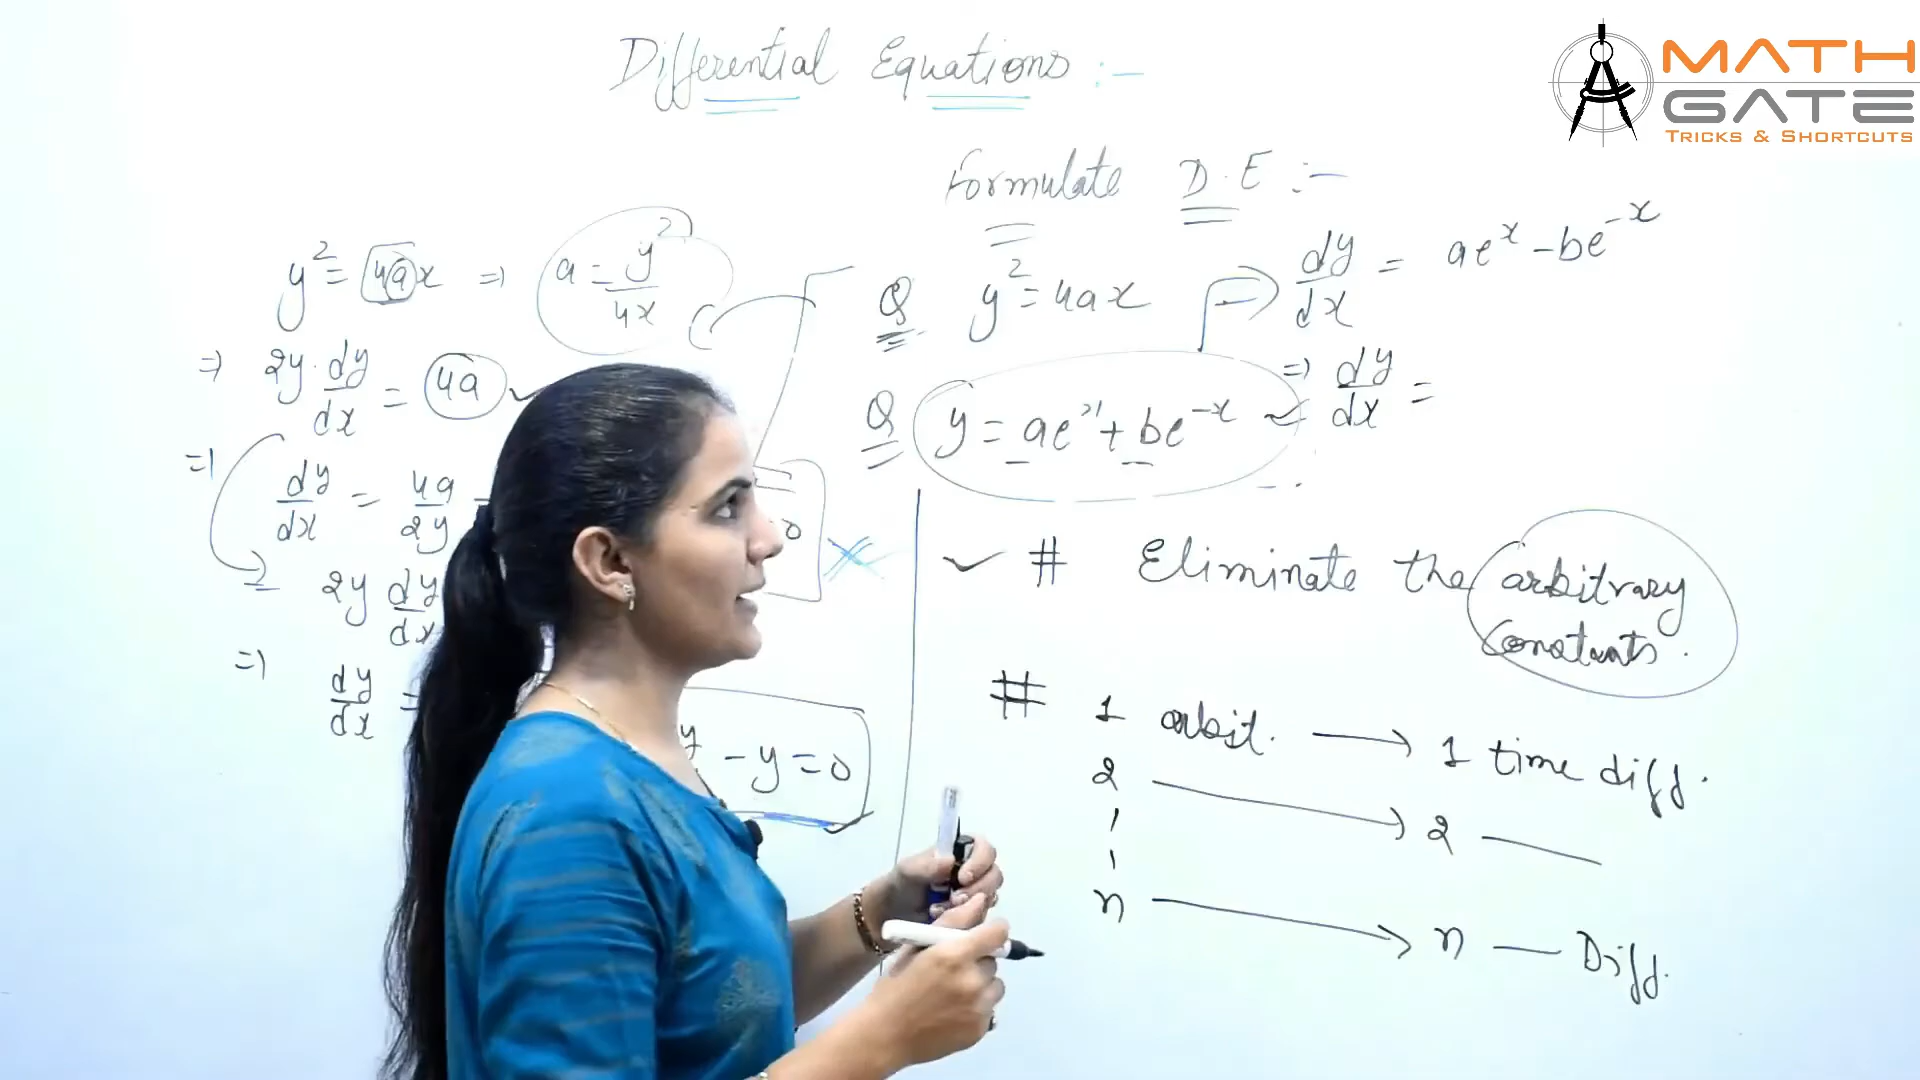 Differential Equations :-
MATH
GATE
TRICKS & SHORTCUTS
Formulate D.E :-
y² = 4ax ⇒ a = y²/4x
⇒ 2y · dy/dx = 4a
⇒ dy/dx = 4a/2y
2y dy/dx
⇒ dy/dx =
- y = 0
Q y² = 4ax
⇒ dy/dx = ae^x - be^-x
Q y = ae^x + be^-x
⇒ dy/dx =
# Eliminate the arbitrary
constants.
# 1 arbit. → 1 time diff.
2 → 2 —
n → n — Diff.